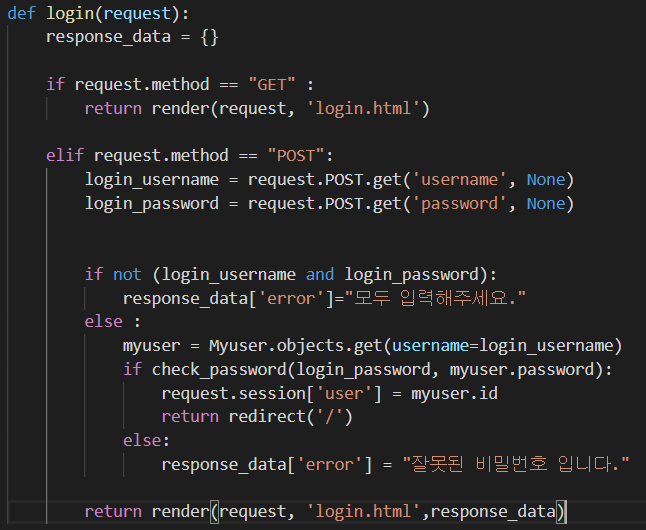 def login(request):
    response_data = {}
    if request.method == "GET" :
        return render(request, 'login.html')
    elif request.method == "POST":
        login_username = request.POST.get('username', None)
        login_password = request.POST.get('password', None)
        if not (login_username and login_password):
            response_data['error']="모두 입력해주세요."
        else :
            myuser = Myuser.objects.get(username=login_username)
            if check_password(login_password, myuser.password):
                request.session['user'] = myuser.id
                return redirect('/')
            else:
                response_data['error'] = "잘못된 비밀번호 입니다."
        return render(request, 'login.html',response_data)